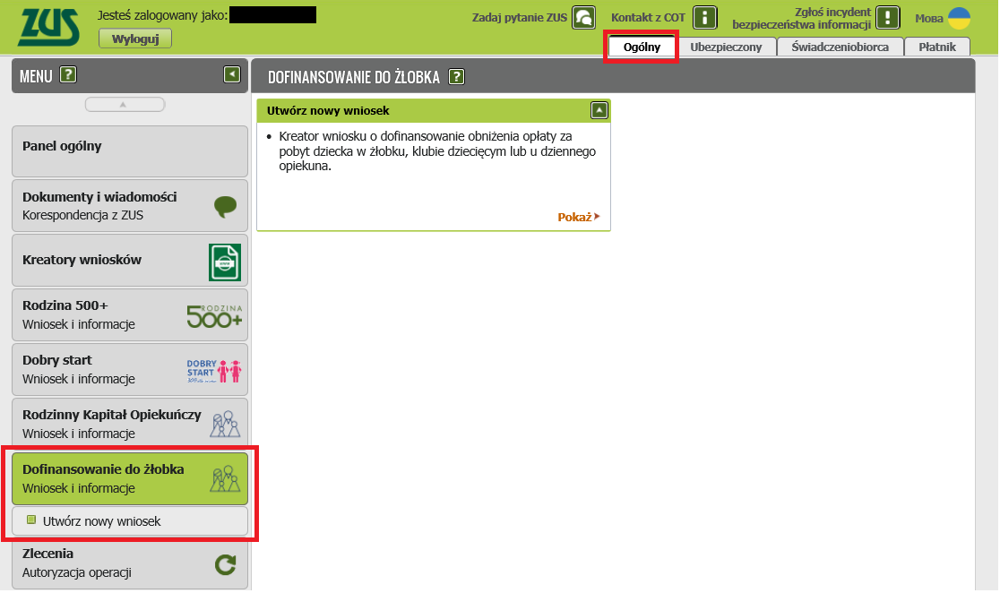 ZUS
Jesteś zalogowany jako:
Wyloguj
Zadaj pytanie ZUS
Kontakt z COT
Zgłoś incydent
bezpieczeństwa informacji
Мова
Ogólny
Ubezpieczony
Świadczeniobiorca
Płatnik
MENU
DOFINANSOWANIE DO ŻŁOBKA
Utwórz nowy wniosek
• Kreator wniosku o dofinansowanie obniżenia opłaty za
pobyt dziecka w żłobku, klubie dziecięcym lub u dziennego
opiekuna.
Pokaż
Panel ogólny
Dokumenty i wiadomości
Korespondencja z ZUS
Kreatory wniosków
Rodzina 500+
Wniosek i informacje
RODZINA
500+
Dobry start
Wniosek i informacje
DOBRY
START
Rodzinny Kapitał Opiekuńczy
Wniosek i informacje
Dofinansowanie do żłobka
Wniosek i informacje
Utwórz nowy wniosek
Zlecenia
Autoryzacja operacji